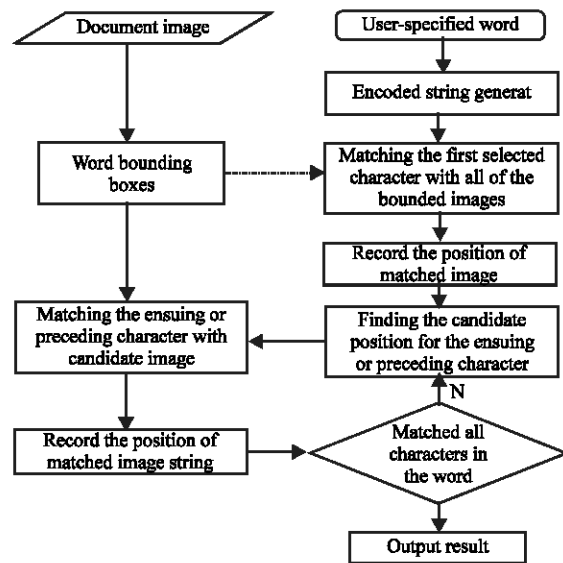 Document image
User-specified word
Encoded string generat
Word bounding
boxes
Matching the first selected
character with all of the
bounded images
Record the position of
matched image
Matching the ensuing or
preceding character with
candidate image
Finding the candidate
position for the ensuing
or preceding character
N
Record the position of
matched image string
Matched all
characters in
the word
Output result